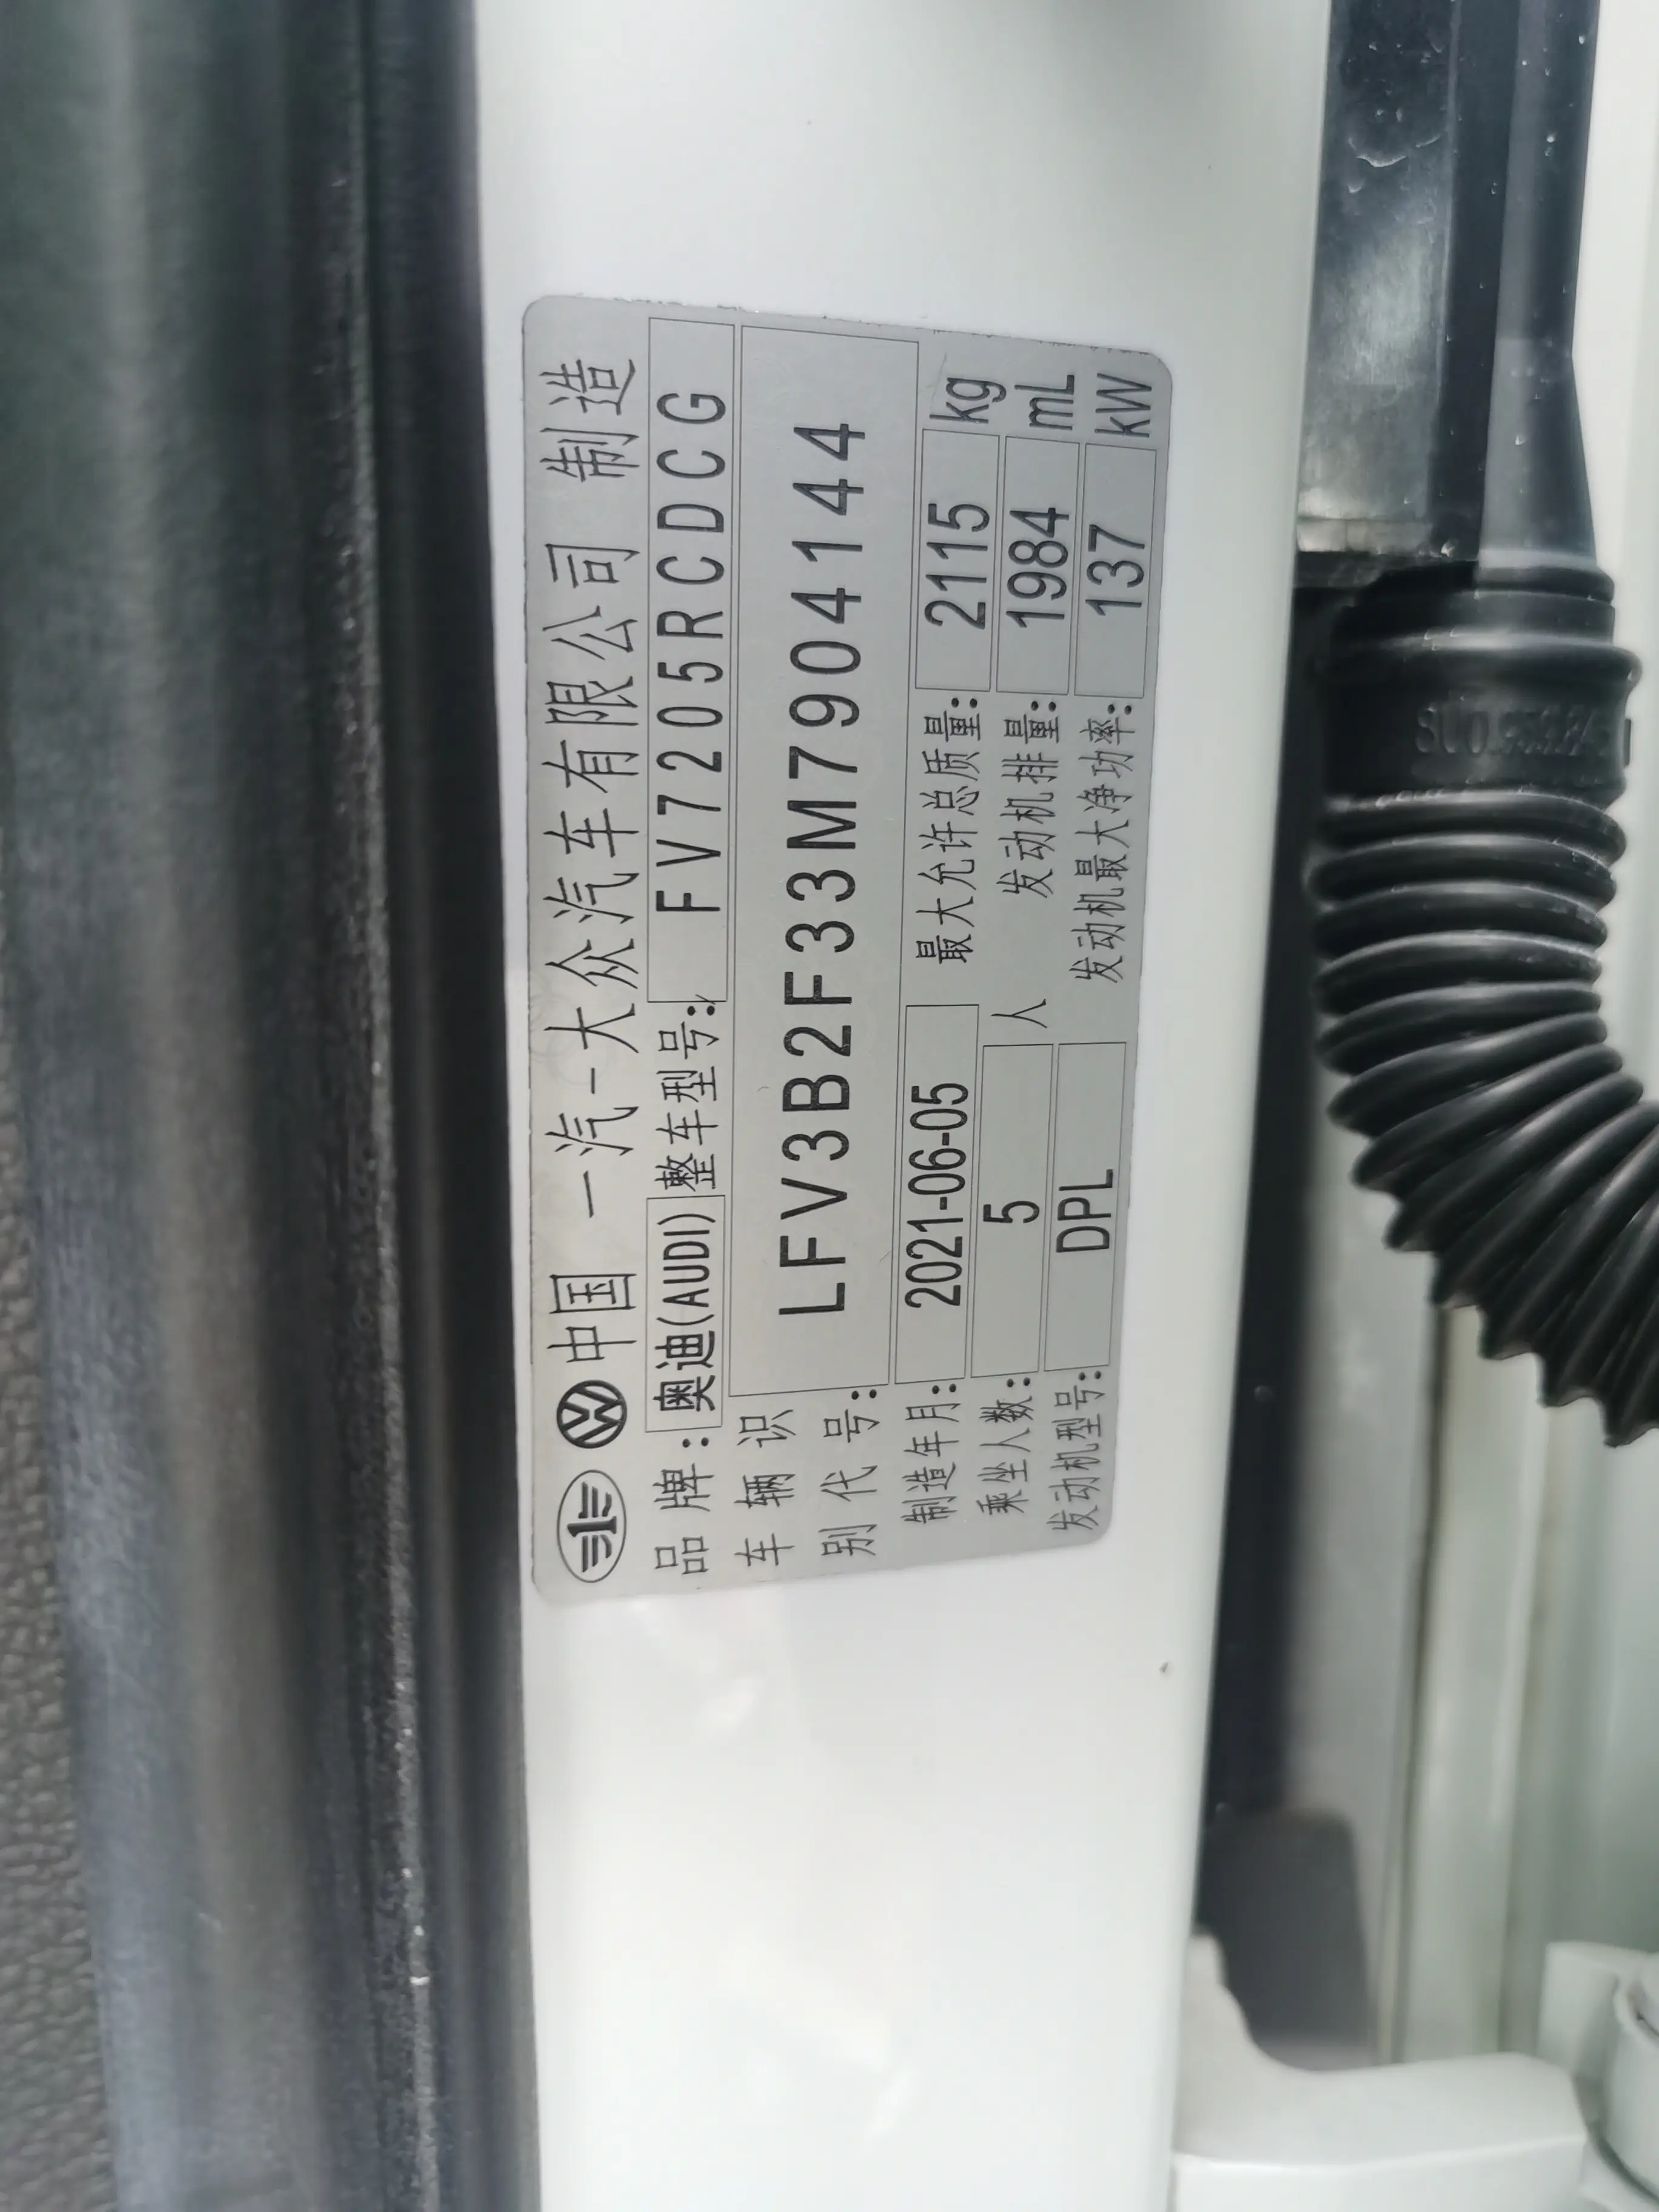 中国 一汽-大众汽车有限公司 制造
品牌: 奥迪(AUDI) 整车型号: FV7205RCDCG
车辆识别代号: LFV3B2F33M7904144
制造年月: 2021-06-05 最大允许总质量: 2115 kg
乘坐人数: 5 人 发动机排量: 1984 mL
发动机型号: DPL 发动机最大净功率: 137 kW